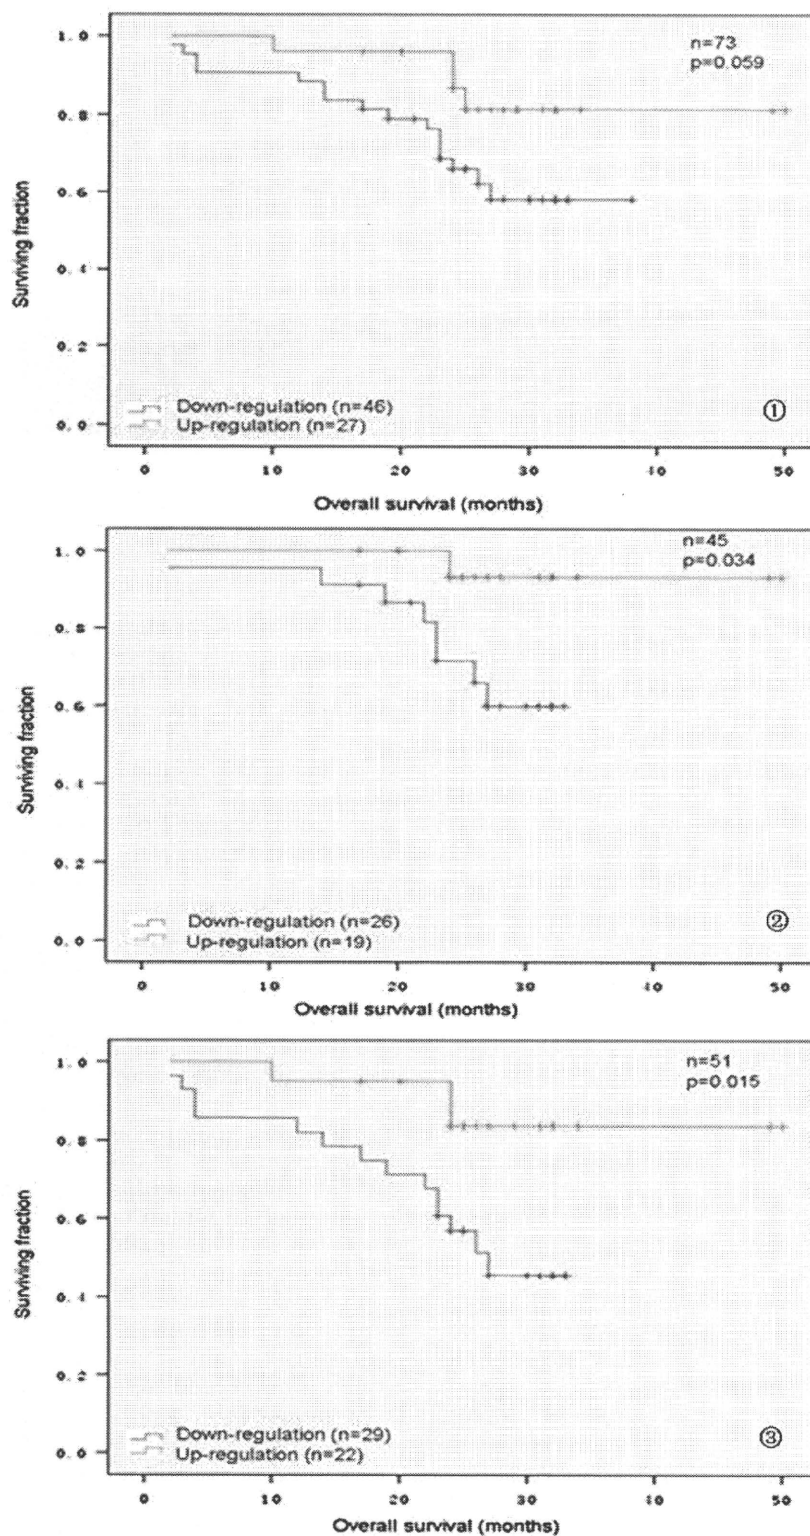 1.0
n=73
p=0.059
0.8
0.6
0.4
0.2
0.0
Surviving fraction
Down-regulation (n=46)
Up-regulation (n=27)
①
0 10 20 30 40 50
Overall survival (months)
1.0
n=45
p=0.034
0.8
0.6
0.4
0.2
0.0
Surviving fraction
Down-regulation (n=26)
Up-regulation (n=19)
②
0 10 20 30 40 50
Overall survival (months)
1.0
n=51
p=0.015
0.8
0.6
0.4
0.2
0.0
Surviving fraction
Down-regulation (n=29)
Up-regulation (n=22)
③
0 10 20 30 40 50
Overall survival (months)